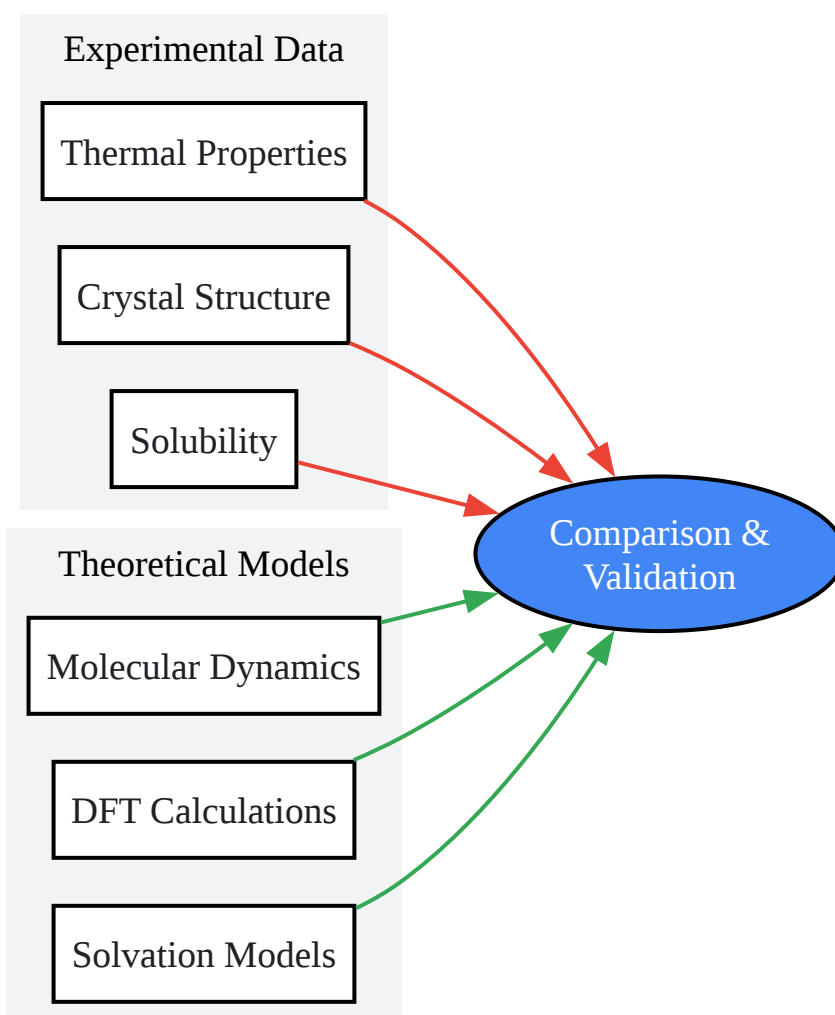 Experimental Data
Thermal Properties
Crystal Structure
Solubility
Comparison &
Validation
Theoretical Models
Molecular Dynamics
DFT Calculations
Solvation Models